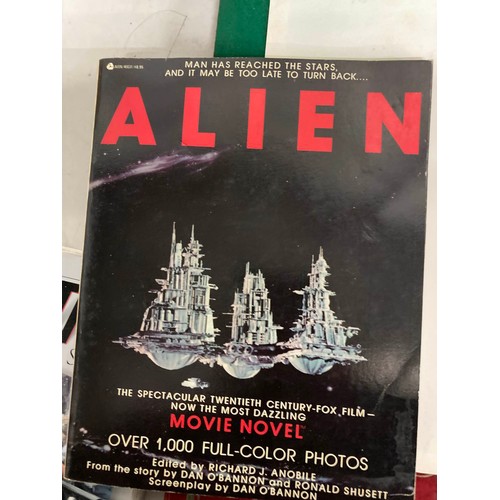 MAN HAS REACHED THE STARS,
AND IT MAY BE TOO LATE TO TURN BACK....
ALIEN
THE SPECTACULAR TWENTIETH CENTURY-FOX FILM—
NOW THE MOST DAZZLING
MOVIE NOVEL
OVER 1,000 FULL-COLOR PHOTOS
Edited by RICHARD J. ANOBILE
From the story by DAN O'BANNON and RONALD SHUSETT
Screenplay by DAN O'BANNON